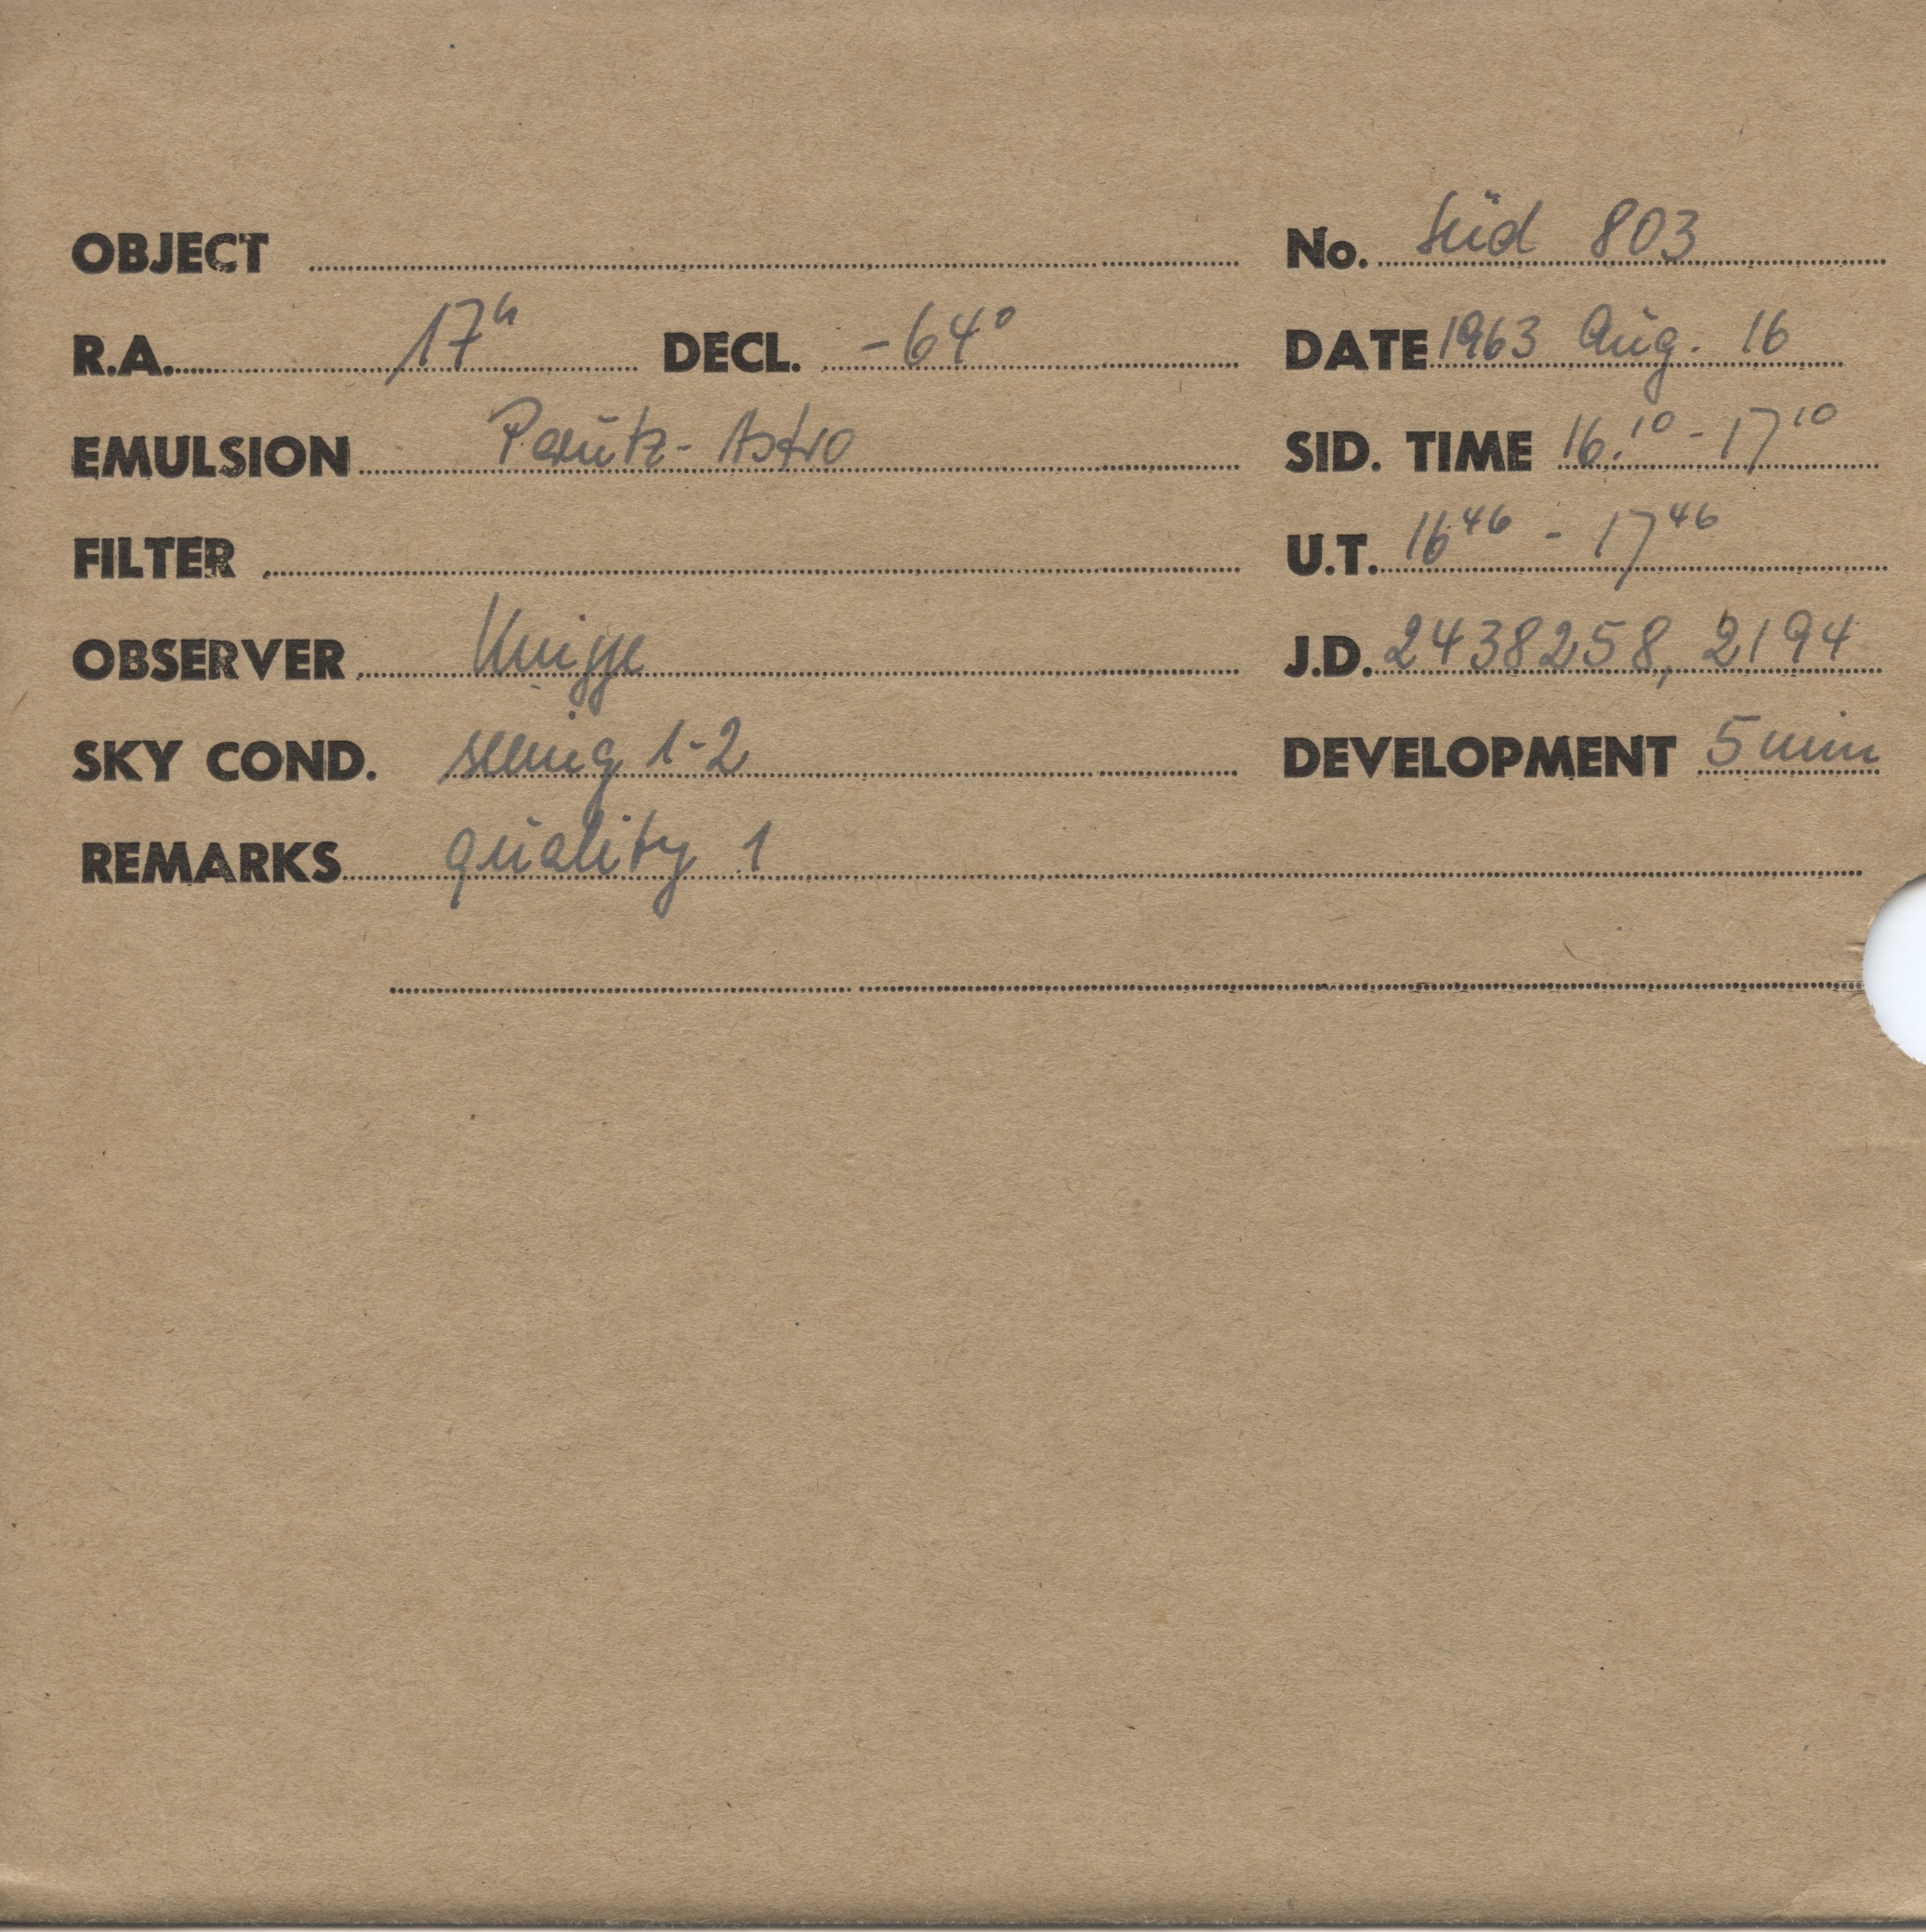 OBJECT No. Süd 803
R.A. 17h DECL. -64° DATE 1963 Aug. 16
EMULSION Perutz-Astro SID. TIME 16.10 - 17 10
FILTER U.T. 16 46 - 17 46
OBSERVER Knigge J.D. 2438258,2194
SKY COND. seeing 1-2 DEVELOPMENT 5 min
REMARKS quality 1